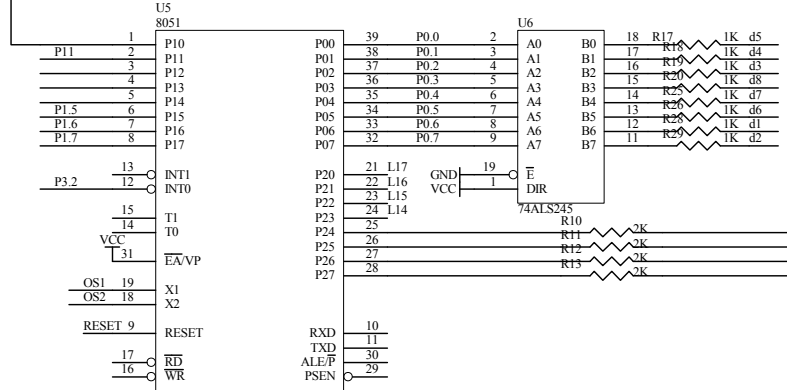 U5
8051
U6
1 P10 P00 39 P0.0 2 A0 B0 18 R17 1K d5
P11 2 P11 P01 38 P0.1 3 A1 B1 17 R18 1K d4
3 P12 P02 37 P0.2 4 A2 B2 16 R19 1K d3
4 P13 P03 36 P0.3 5 A3 B3 15 R20 1K d8
5 P14 P04 35 P0.4 6 A4 B4 14 R25 1K d7
P1.5 6 P15 P05 34 P0.5 7 A5 B5 13 R26 1K d6
P1.6 7 P16 P06 33 P0.6 8 A6 B6 12 R28 1K d1
P1.7 8 P17 P07 32 P0.7 9 A7 B7 11 R29 1K d2
13 INT1 P20 21 L17 GND 19 E
P3.2 12 INT0 P21 22 L16 VCC 1 DIR
P22 23 L15
15 T1 P23 24 L14 74ALS245
14 T0 P24 25 R10 2K
VCC P25 26 R11 2K
31 EA/VP P26 27 R12 2K
P27 28 R13 2K
OS1 19 X1
OS2 18 X2
RESET 9 RESET RXD 10
TXD 11
17 RD ALE/P 30
16 WR PSEN 29